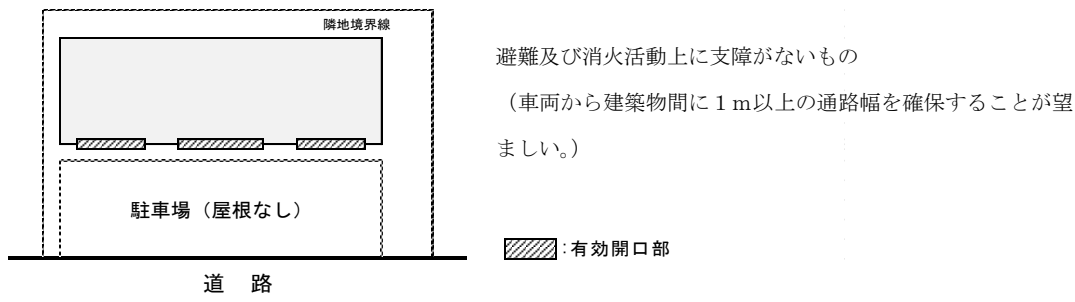 隣地境界線
避難及び消火活動上に支障がないもの
（車両から建築物間に１ｍ以上の通路幅を確保することが望
ましい。）
駐車場（屋根なし）
:有効開口部
道　路